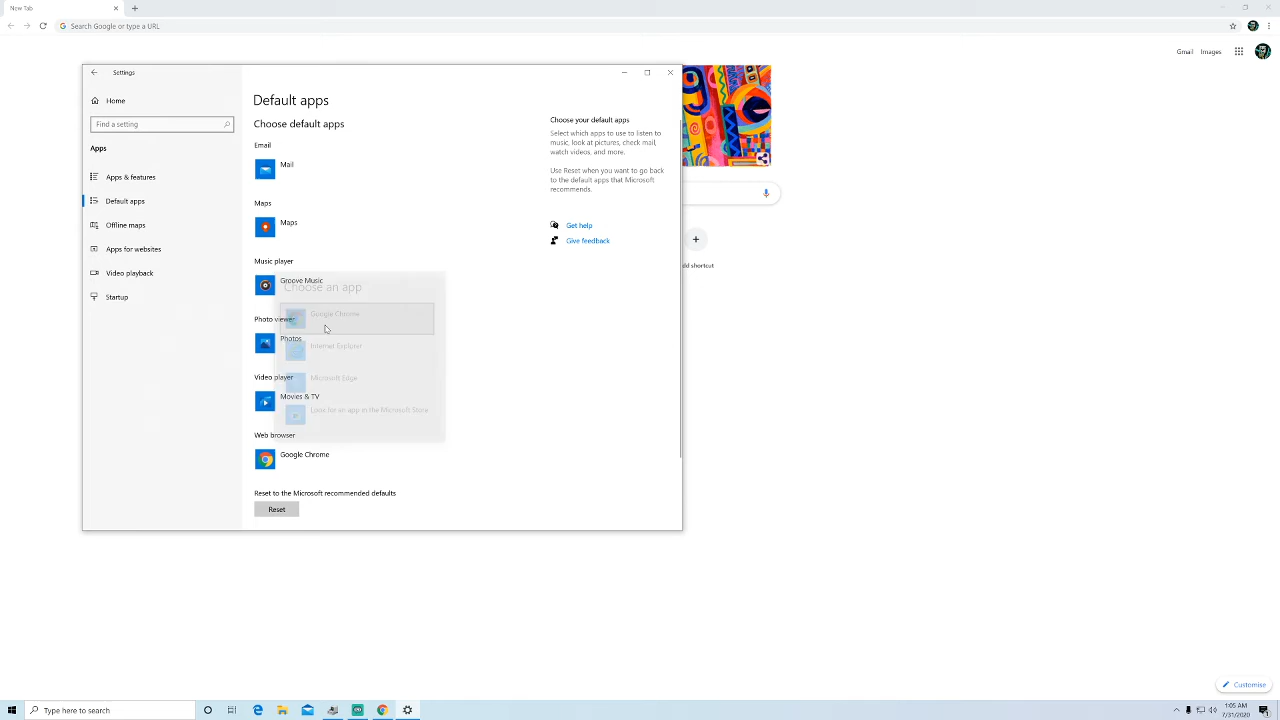 New Tab
Search Google or type a URL
Gmail Images
Settings
Home
Find a setting
Apps
Apps & features
Default apps
Offline maps
Apps for websites
Video playback
Startup
Default apps
Choose default apps
Email
Mail
Maps
Maps
Music player
Groove Music
Choose an app
Google Chrome
Photo viewer
Photos
Internet Explorer
Microsoft Edge
Video player
Movies & TV
Look for an app in the Microsoft Store
Web browser
Google Chrome
Reset to the Microsoft recommended defaults
Reset
Choose your default apps
Select which apps to use to listen to
music, look at pictures, check mail,
watch videos, and more.
Use Reset when you want to go back
to the default apps that Microsoft
recommends.
Get help
Give feedback
dd shortcut
Customise
Type here to search
1:05 AM
7/31/2020